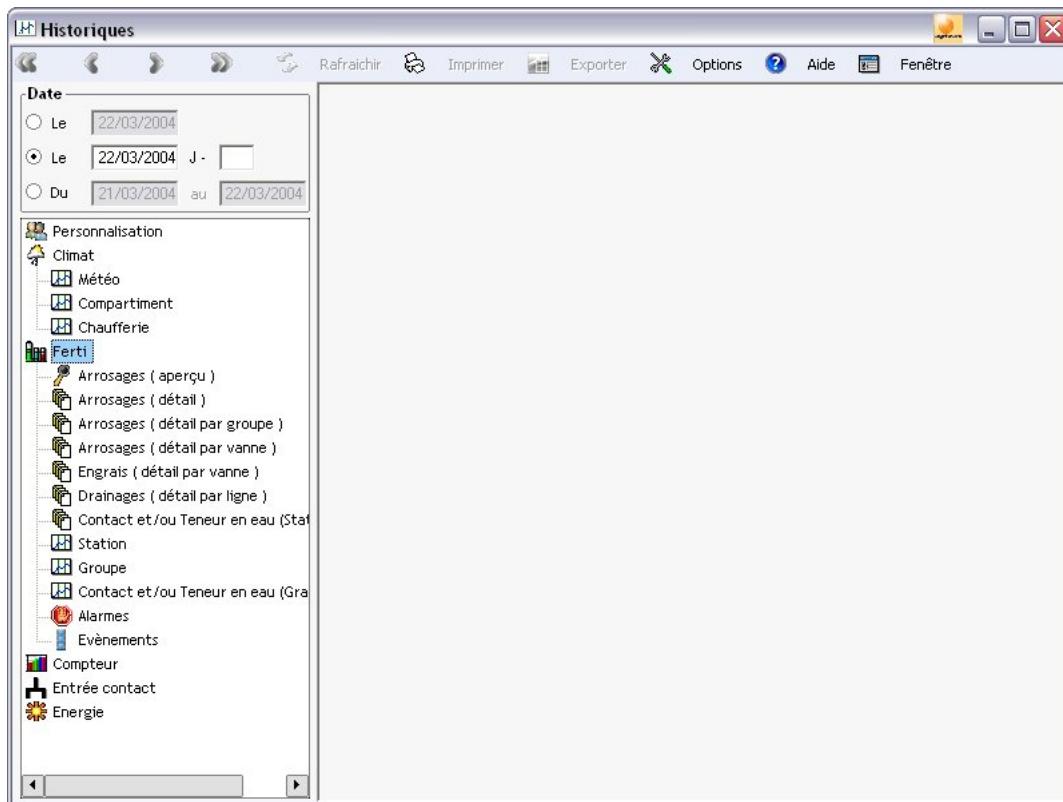 Historiques
Rafraichir Imprimer Exporter Options Aide Fenêtre
Date
Le 22/03/2004
Le 22/03/2004 J -
Du 21/03/2004 au 22/03/2004
Personnalisation
Climat
Météo
Compartiment
Chaufferie
Ferti
Arrosages ( aperçu )
Arrosages ( détail )
Arrosages ( détail par groupe )
Arrosages ( détail par vanne )
Engrais ( détail par vanne )
Drainages ( détail par ligne )
Contact et/ou Teneur en eau (Stat
Station
Groupe
Contact et/ou Teneur en eau (Gra
Alarmes
Evènements
Compteur
Entrée contact
Energie